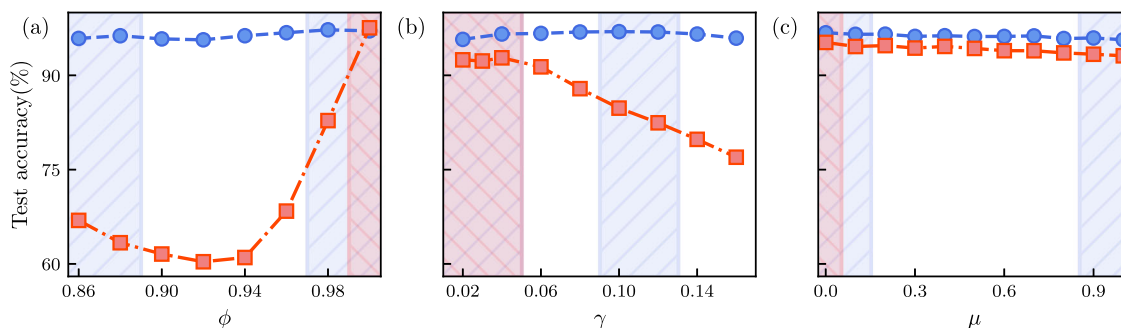 (a)
(b)
(c)
Test accuracy(%)
90
75
60
0.86 0.90 0.94 0.98
ϕ
0.02 0.06 0.10 0.14
γ
0.0 0.3 0.6 0.9
μ